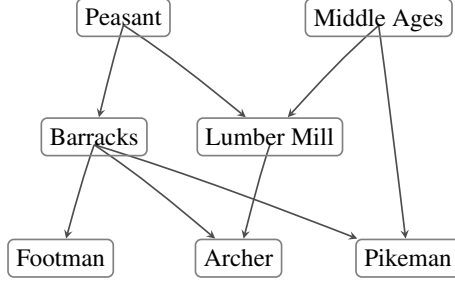 Peasant
Middle Ages
Barracks
Lumber Mill
Footman
Archer
Pikeman